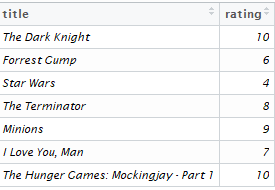 title rating
The Dark Knight 10
Forrest Gump 6
Star Wars 4
The Terminator 8
Minions 9
I Love You, Man 7
The Hunger Games: Mockingjay - Part 1 10